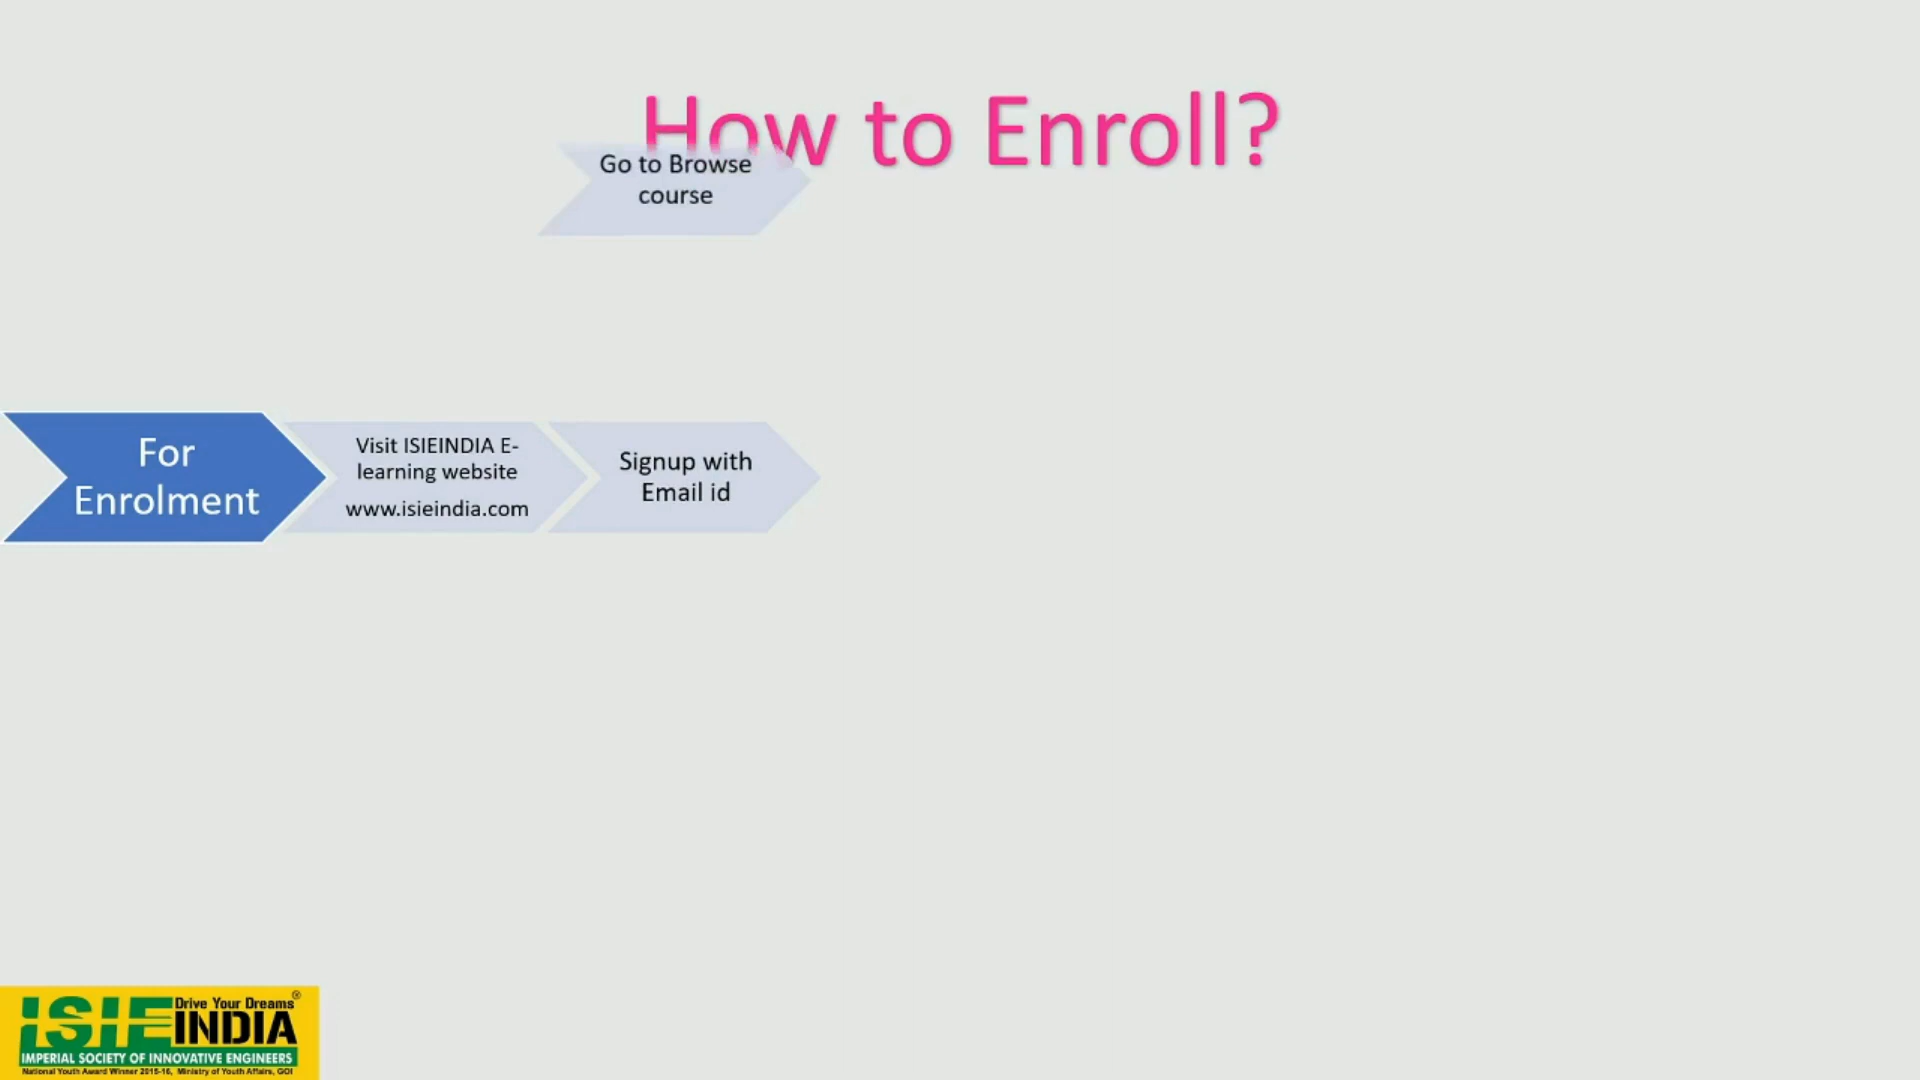 How to Enroll?
Go to Browse
course
For
Enrolment
Visit ISIEINDIA E-
learning website
www.isieindia.com
Signup with
Email id
ISIEINDIA
Drive Your Dreams®
IMPERIAL SOCIETY OF INNOVATIVE ENGINEERS
National Youth Award Winner 2015-16, Ministry of Youth Affairs, GOI